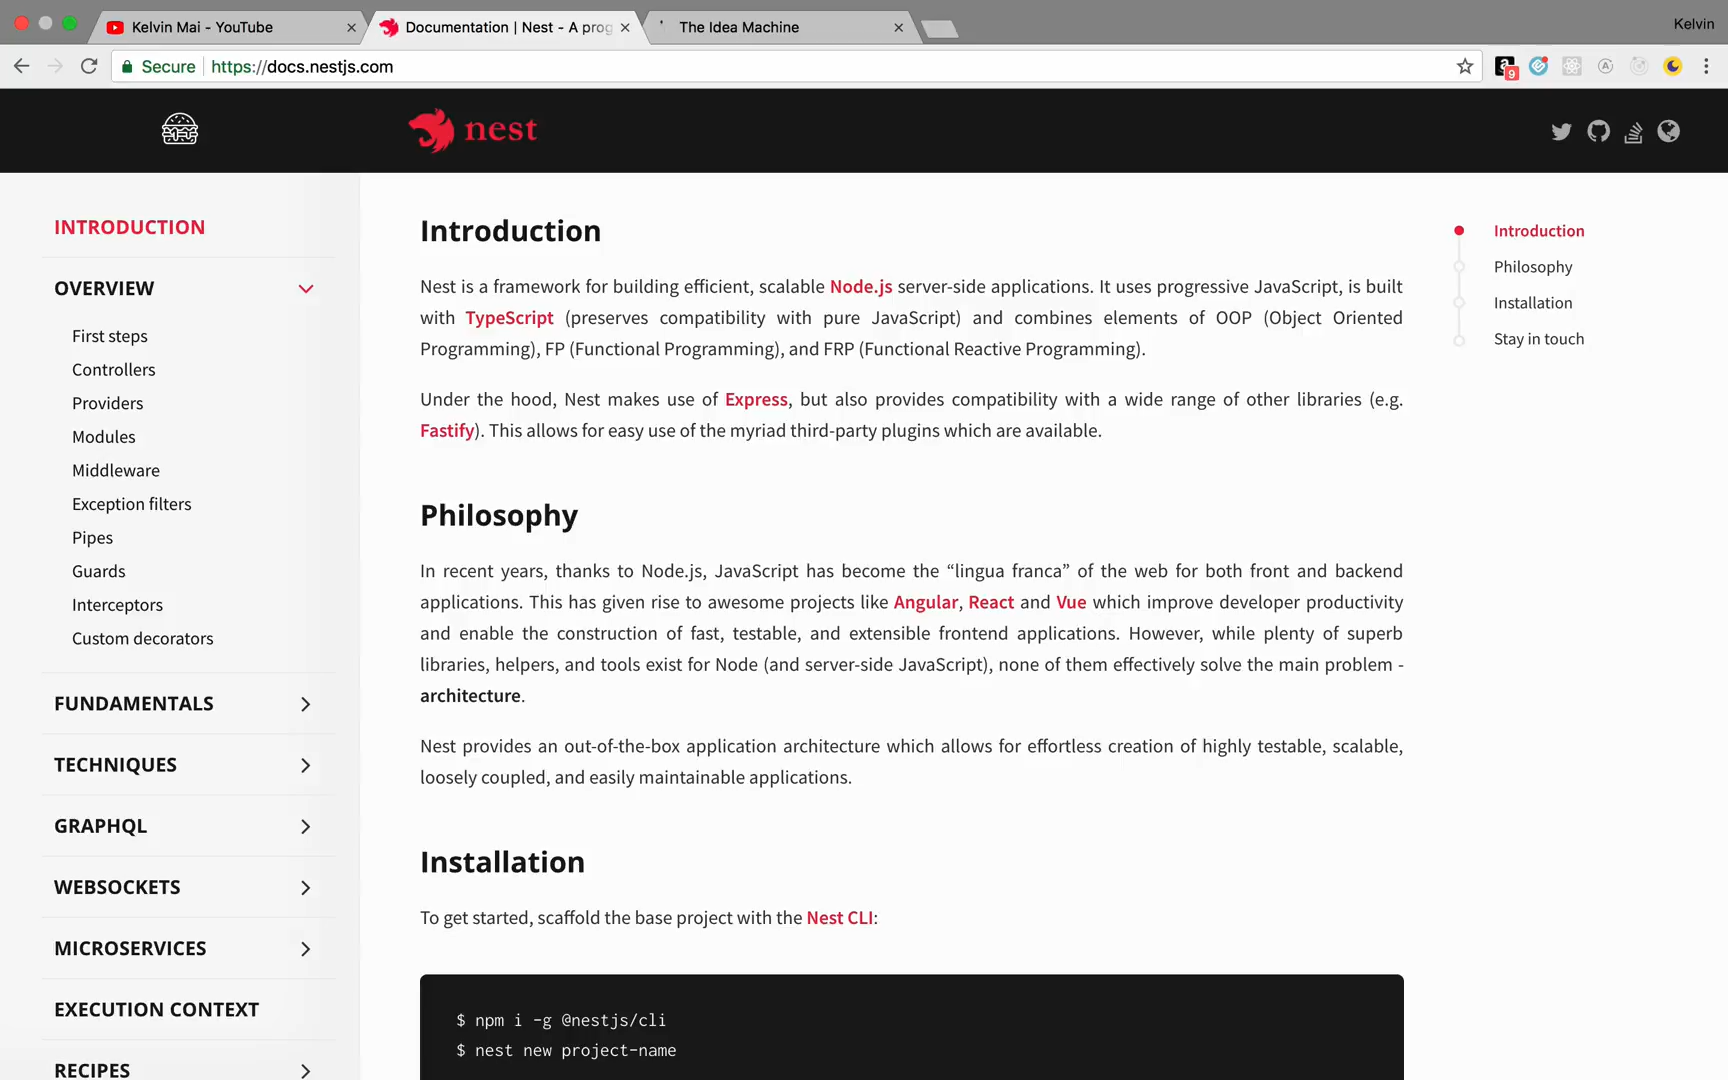 Kelvin Mai - YouTube
Documentation | Nest - A prog
The Idea Machine
Kelvin
Secure
https://docs.nestjs.com
9
nest
INTRODUCTION
OVERVIEW
First steps
Controllers
Providers
Modules
Middleware
Exception filters
Pipes
Guards
Interceptors
Custom decorators
FUNDAMENTALS
TECHNIQUES
GRAPHQL
WEBSOCKETS
MICROSERVICES
EXECUTION CONTEXT
RECIPES
Introduction
Nest is a framework for building efficient, scalable Node.js server-side applications. It uses progressive JavaScript, is built
with TypeScript (preserves compatibility with pure JavaScript) and combines elements of OOP (Object Oriented
Programming), FP (Functional Programming), and FRP (Functional Reactive Programming).
Under the hood, Nest makes use of Express, but also provides compatibility with a wide range of other libraries (e.g.
Fastify). This allows for easy use of the myriad third-party plugins which are available.
Philosophy
In recent years, thanks to Node.js, JavaScript has become the “lingua franca” of the web for both front and backend
applications. This has given rise to awesome projects like Angular, React and Vue which improve developer productivity
and enable the construction of fast, testable, and extensible frontend applications. However, while plenty of superb
libraries, helpers, and tools exist for Node (and server-side JavaScript), none of them effectively solve the main problem -
architecture.
Nest provides an out-of-the-box application architecture which allows for effortless creation of highly testable, scalable,
loosely coupled, and easily maintainable applications.
Installation
To get started, scaffold the base project with the Nest CLI:
$ npm i -g @nestjs/cli
$ nest new project-name
Introduction
Philosophy
Installation
Stay in touch